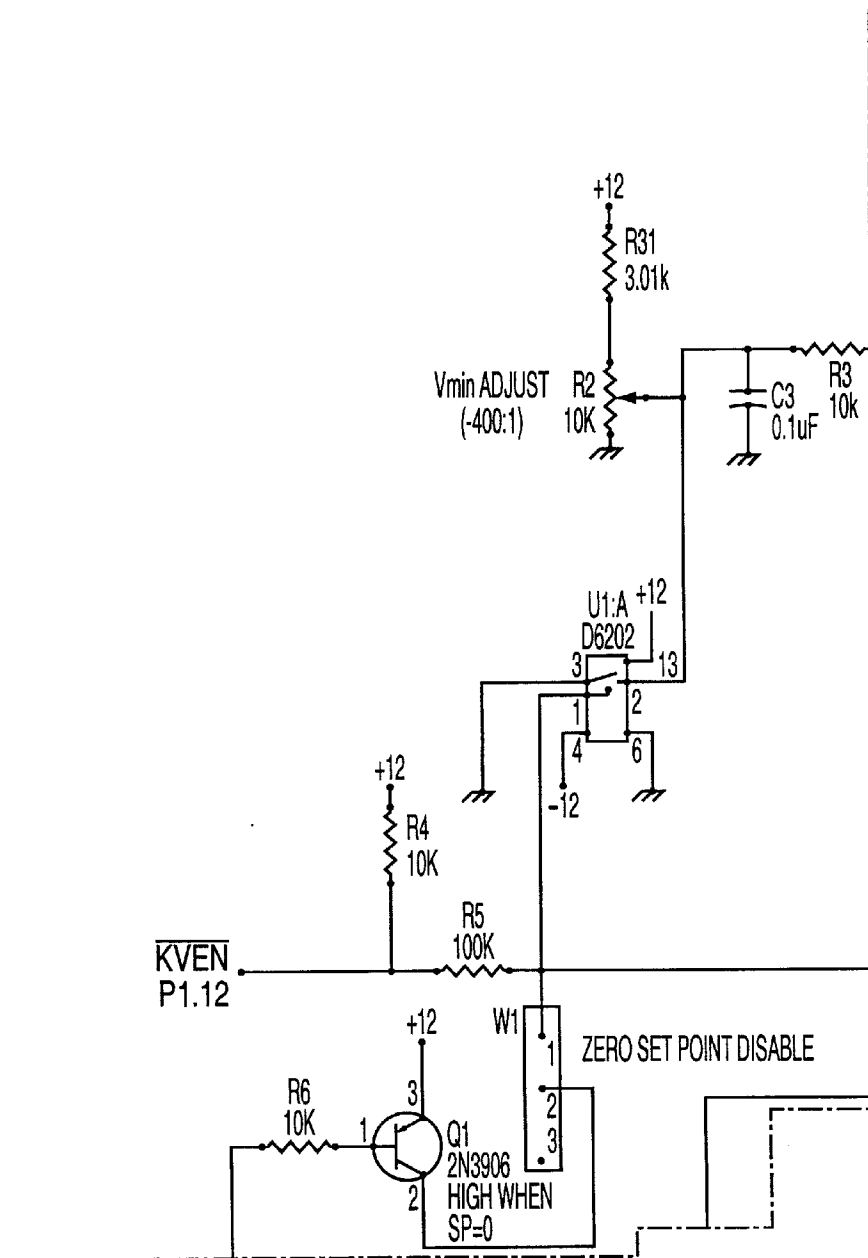 +12
R31
3.01k
Vmin ADJUST
(-400:1)
R2
10K
C3
0.1uF
R3
10k
U1:A
D6202
+12
3
13
1
2
4
6
-12
+12
R4
10K
KVEN
P1.12
R5
100K
W1
1
2
3
ZERO SET POINT DISABLE
+12
R6
10K
3
1
2
Q1
2N3906
HIGH WHEN
SP=0